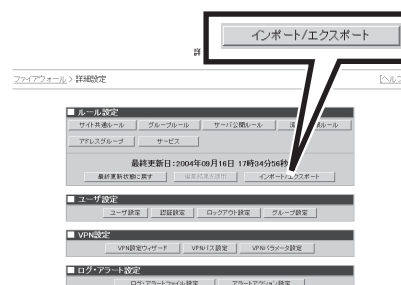 インポート/エクスポート
詳
ファイアウォール > 詳細設定
[ヘルプ
■ ルール設定
サイト共通ルール グループルール サーバ公開ルール
アドレスグループ サービス
最終更新日:2004年09月16日 17時34分56秒
最終更新状態に戻す 編集結果を適用 インポート/エクスポート
■ ユーザ設定
ユーザ設定 認証設定 ロックアウト設定 グループ設定
■ VPN設定
VPN設定ウィザード VPNパス設定 VPNパラメータ設定
■ ログ・アラート設定
ログ・アラートファイル設定 アラートアクション設定